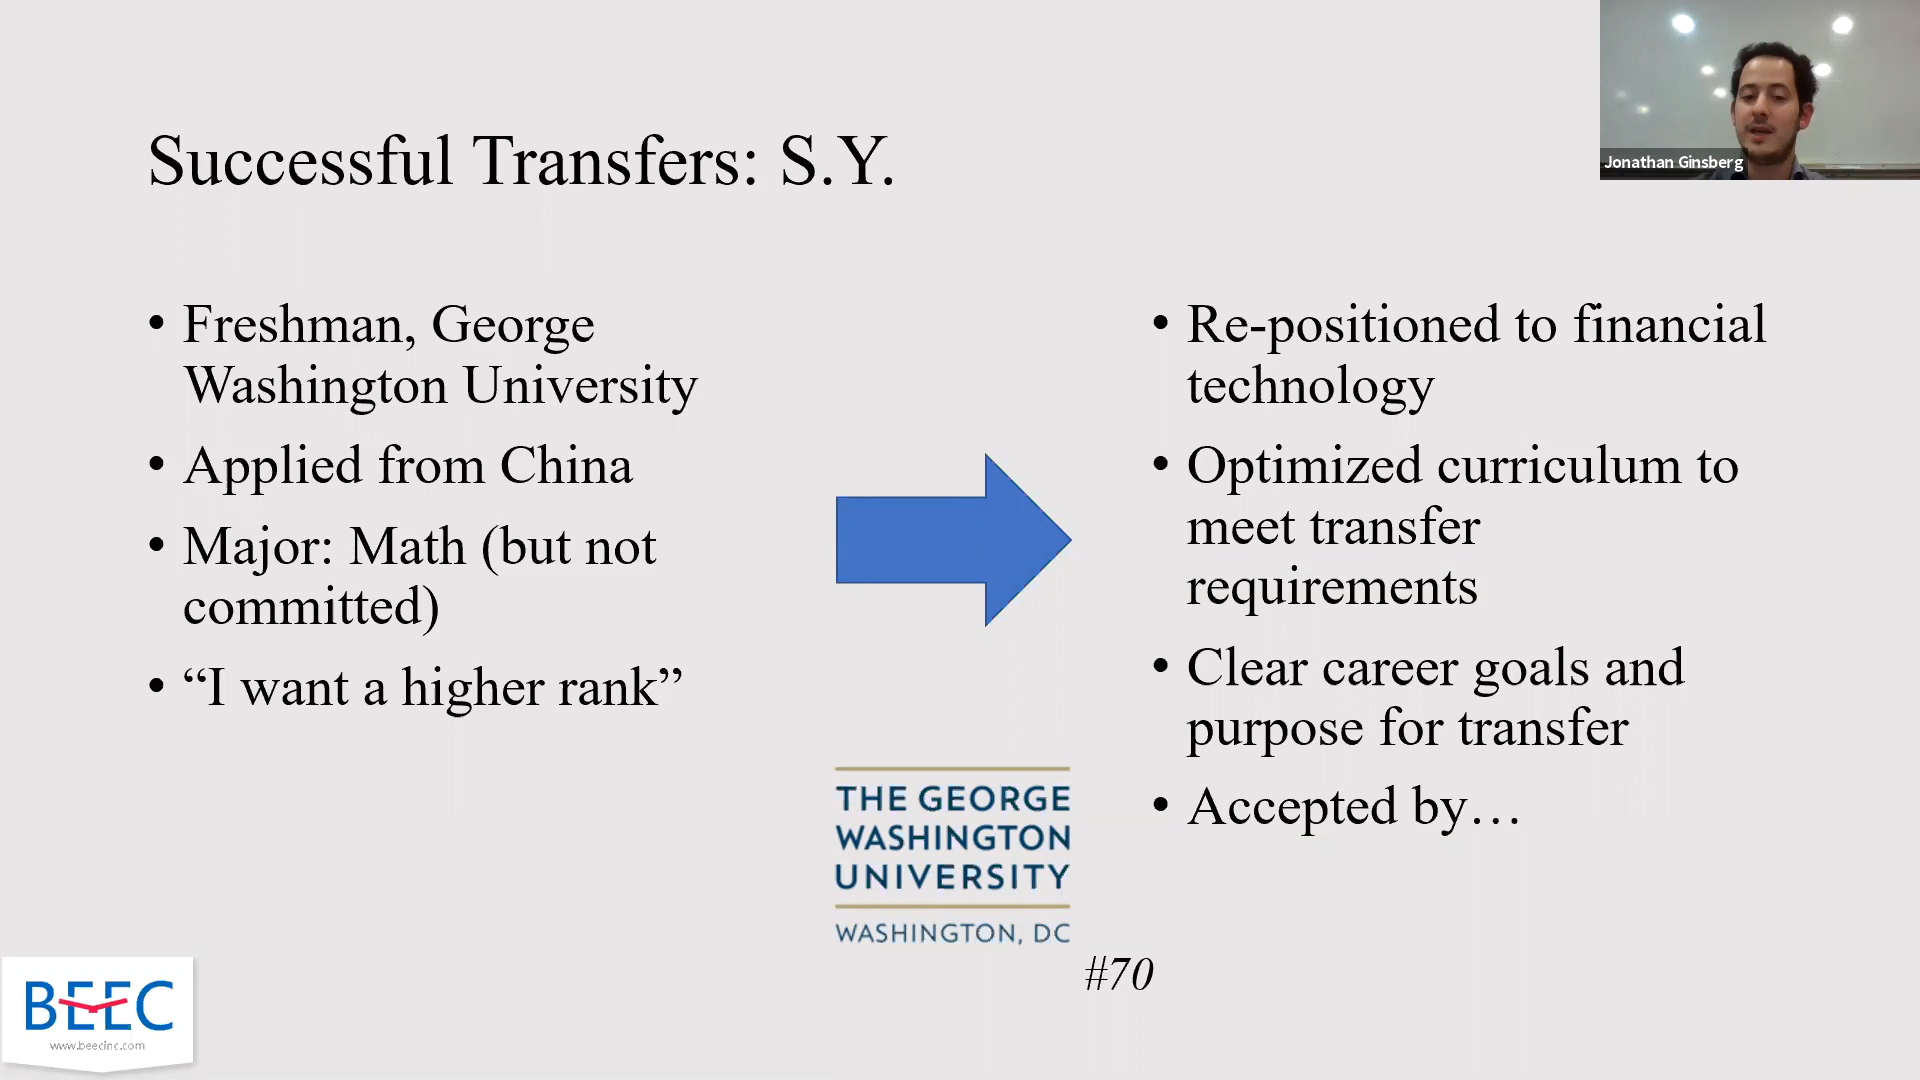 Jonathan Ginsberg
Successful Transfers: S.Y.
• Freshman, George
Washington University
• Applied from China
• Major: Math (but not
committed)
• “I want a higher rank”
• Re-positioned to financial
technology
• Optimized curriculum to
meet transfer
requirements
• Clear career goals and
purpose for transfer
• Accepted by…
THE GEORGE
WASHINGTON
UNIVERSITY
WASHINGTON, DC
#70
BEEC
www.beecinc.com